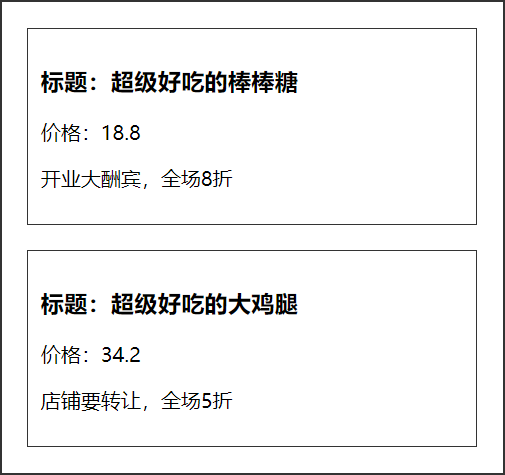 标题：超级好吃的棒棒糖
价格：18.8
开业大酬宾，全场8折
标题：超级好吃的大鸡腿
价格：34.2
店铺要转让，全场5折